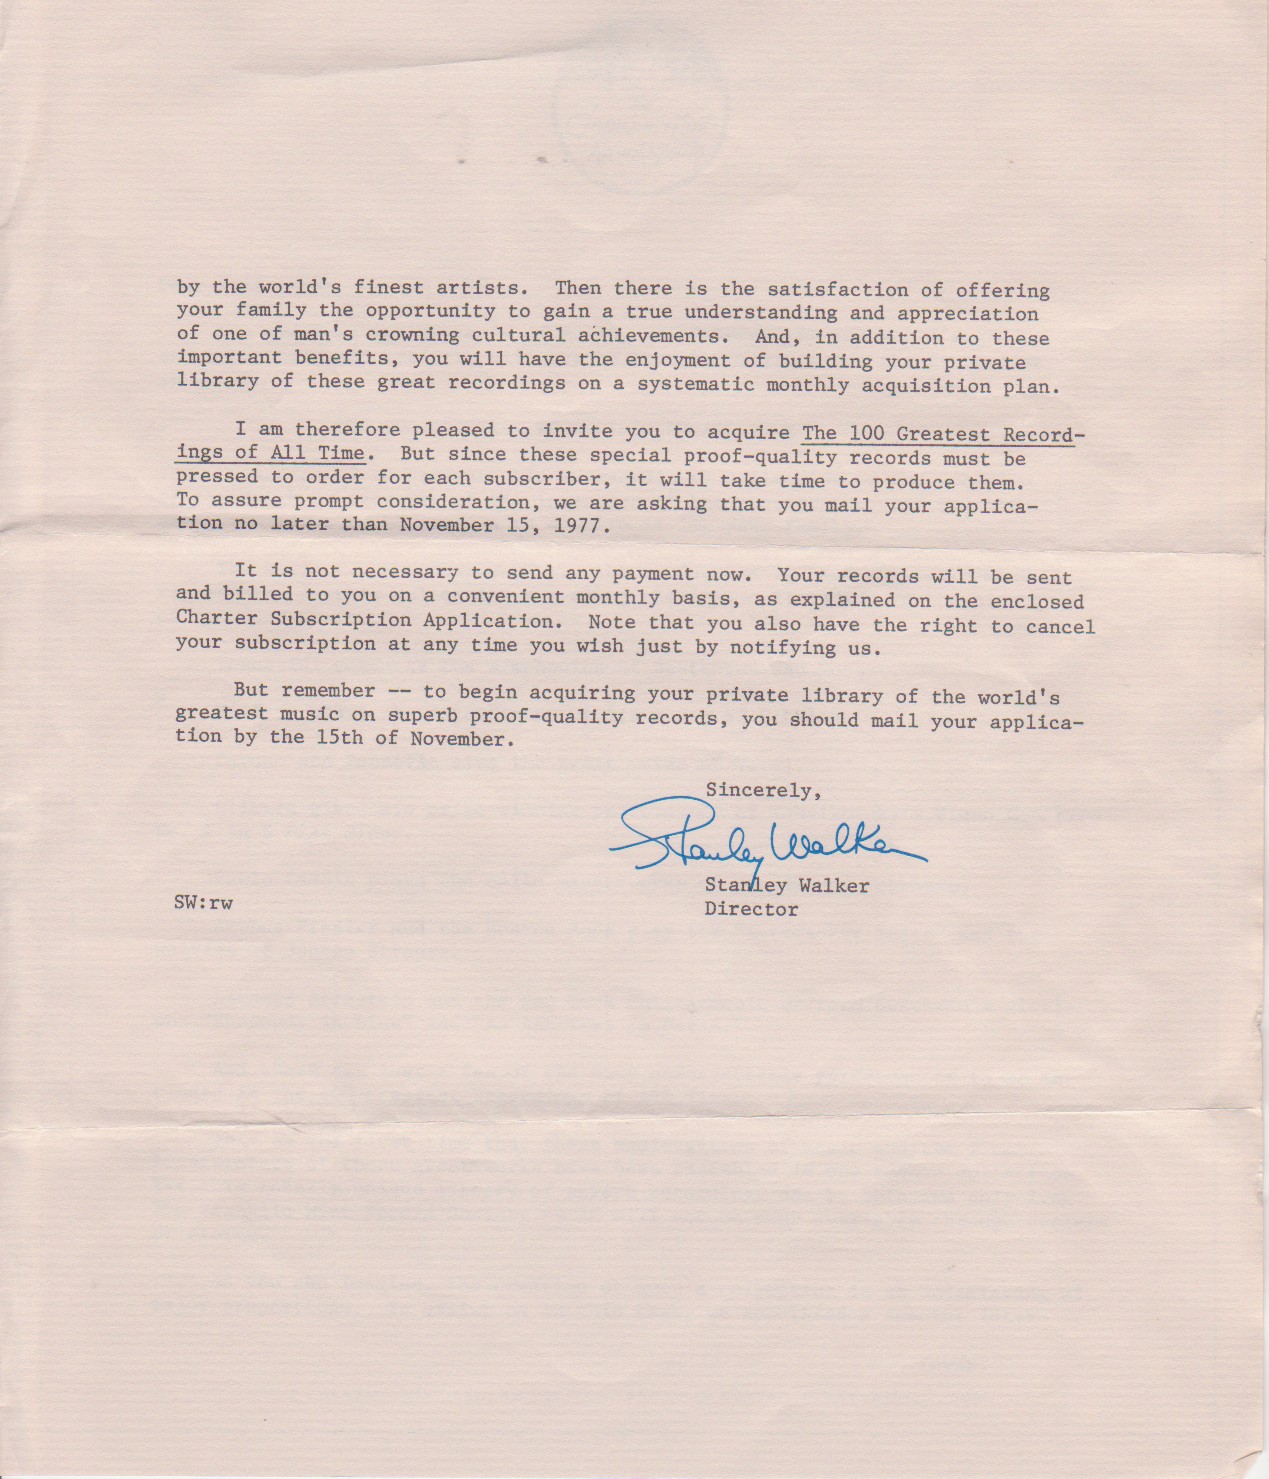 by the world's finest artists.  Then there is the satisfaction of offering
your family the opportunity to gain a true understanding and appreciation
of one of man's crowning cultural achievements.  And, in addition to these
important benefits, you will have the enjoyment of building your private
library of these great recordings on a systematic monthly acquisition plan.
I am therefore pleased to invite you to acquire The 100 Greatest Record-
ings of All Time.  But since these special proof-quality records must be
pressed to order for each subscriber, it will take time to produce them.
To assure prompt consideration, we are asking that you mail your applica-
tion no later than November 15, 1977.
It is not necessary to send any payment now.  Your records will be sent
and billed to you on a convenient monthly basis, as explained on the enclosed
Charter Subscription Application.  Note that you also have the right to cancel
your subscription at any time you wish just by notifying us.
But remember -- to begin acquiring your private library of the world's
greatest music on superb proof-quality records, you should mail your applica-
tion by the 15th of November.
Sincerely,
Stanley Walker
Stanley Walker
SW:rw
Director